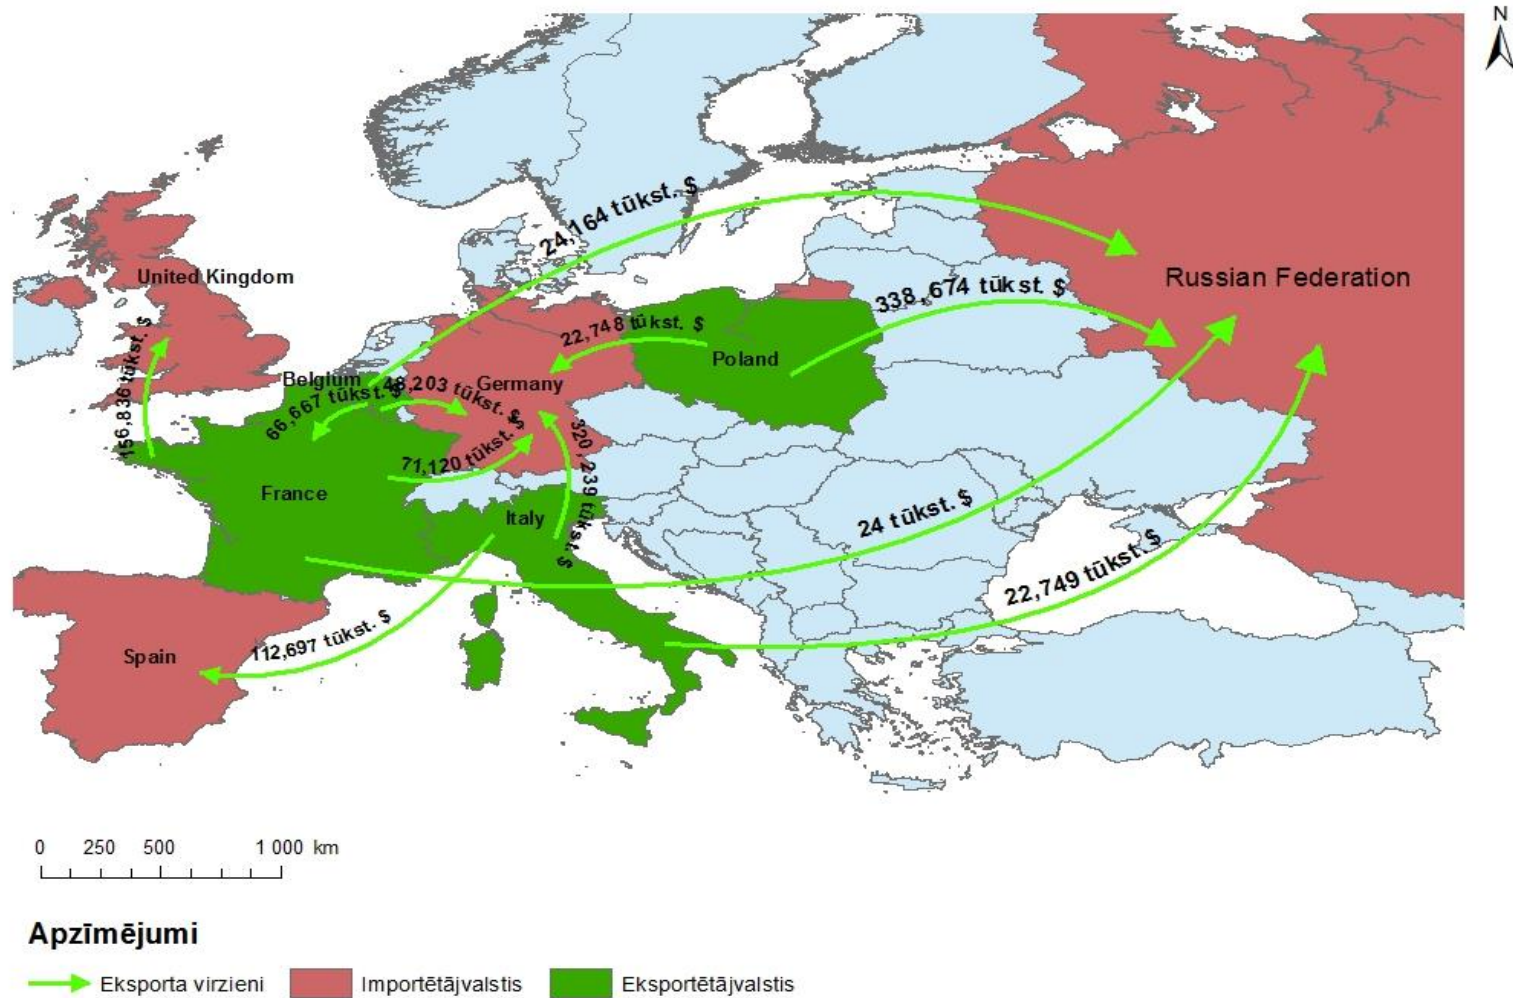 N
24,164 tūkst. $
United Kingdom
Russian Federation
338,674 tūkst. $
22,748 tūkst. $
Poland
156,836 tūkst. $
Belgium
48,203 tūkst. $
Germany
66,667 tūkst. $
71,120 tūkst. $
320,239 tūkst. $
France
Italy
24 tūkst. $
22,749 tūkst. $
112,697 tūkst. $
Spain
0 250 500 1 000 km
Apzīmējumi
Eksporta virzieni Importētājvalstis Eksportētājvalstis